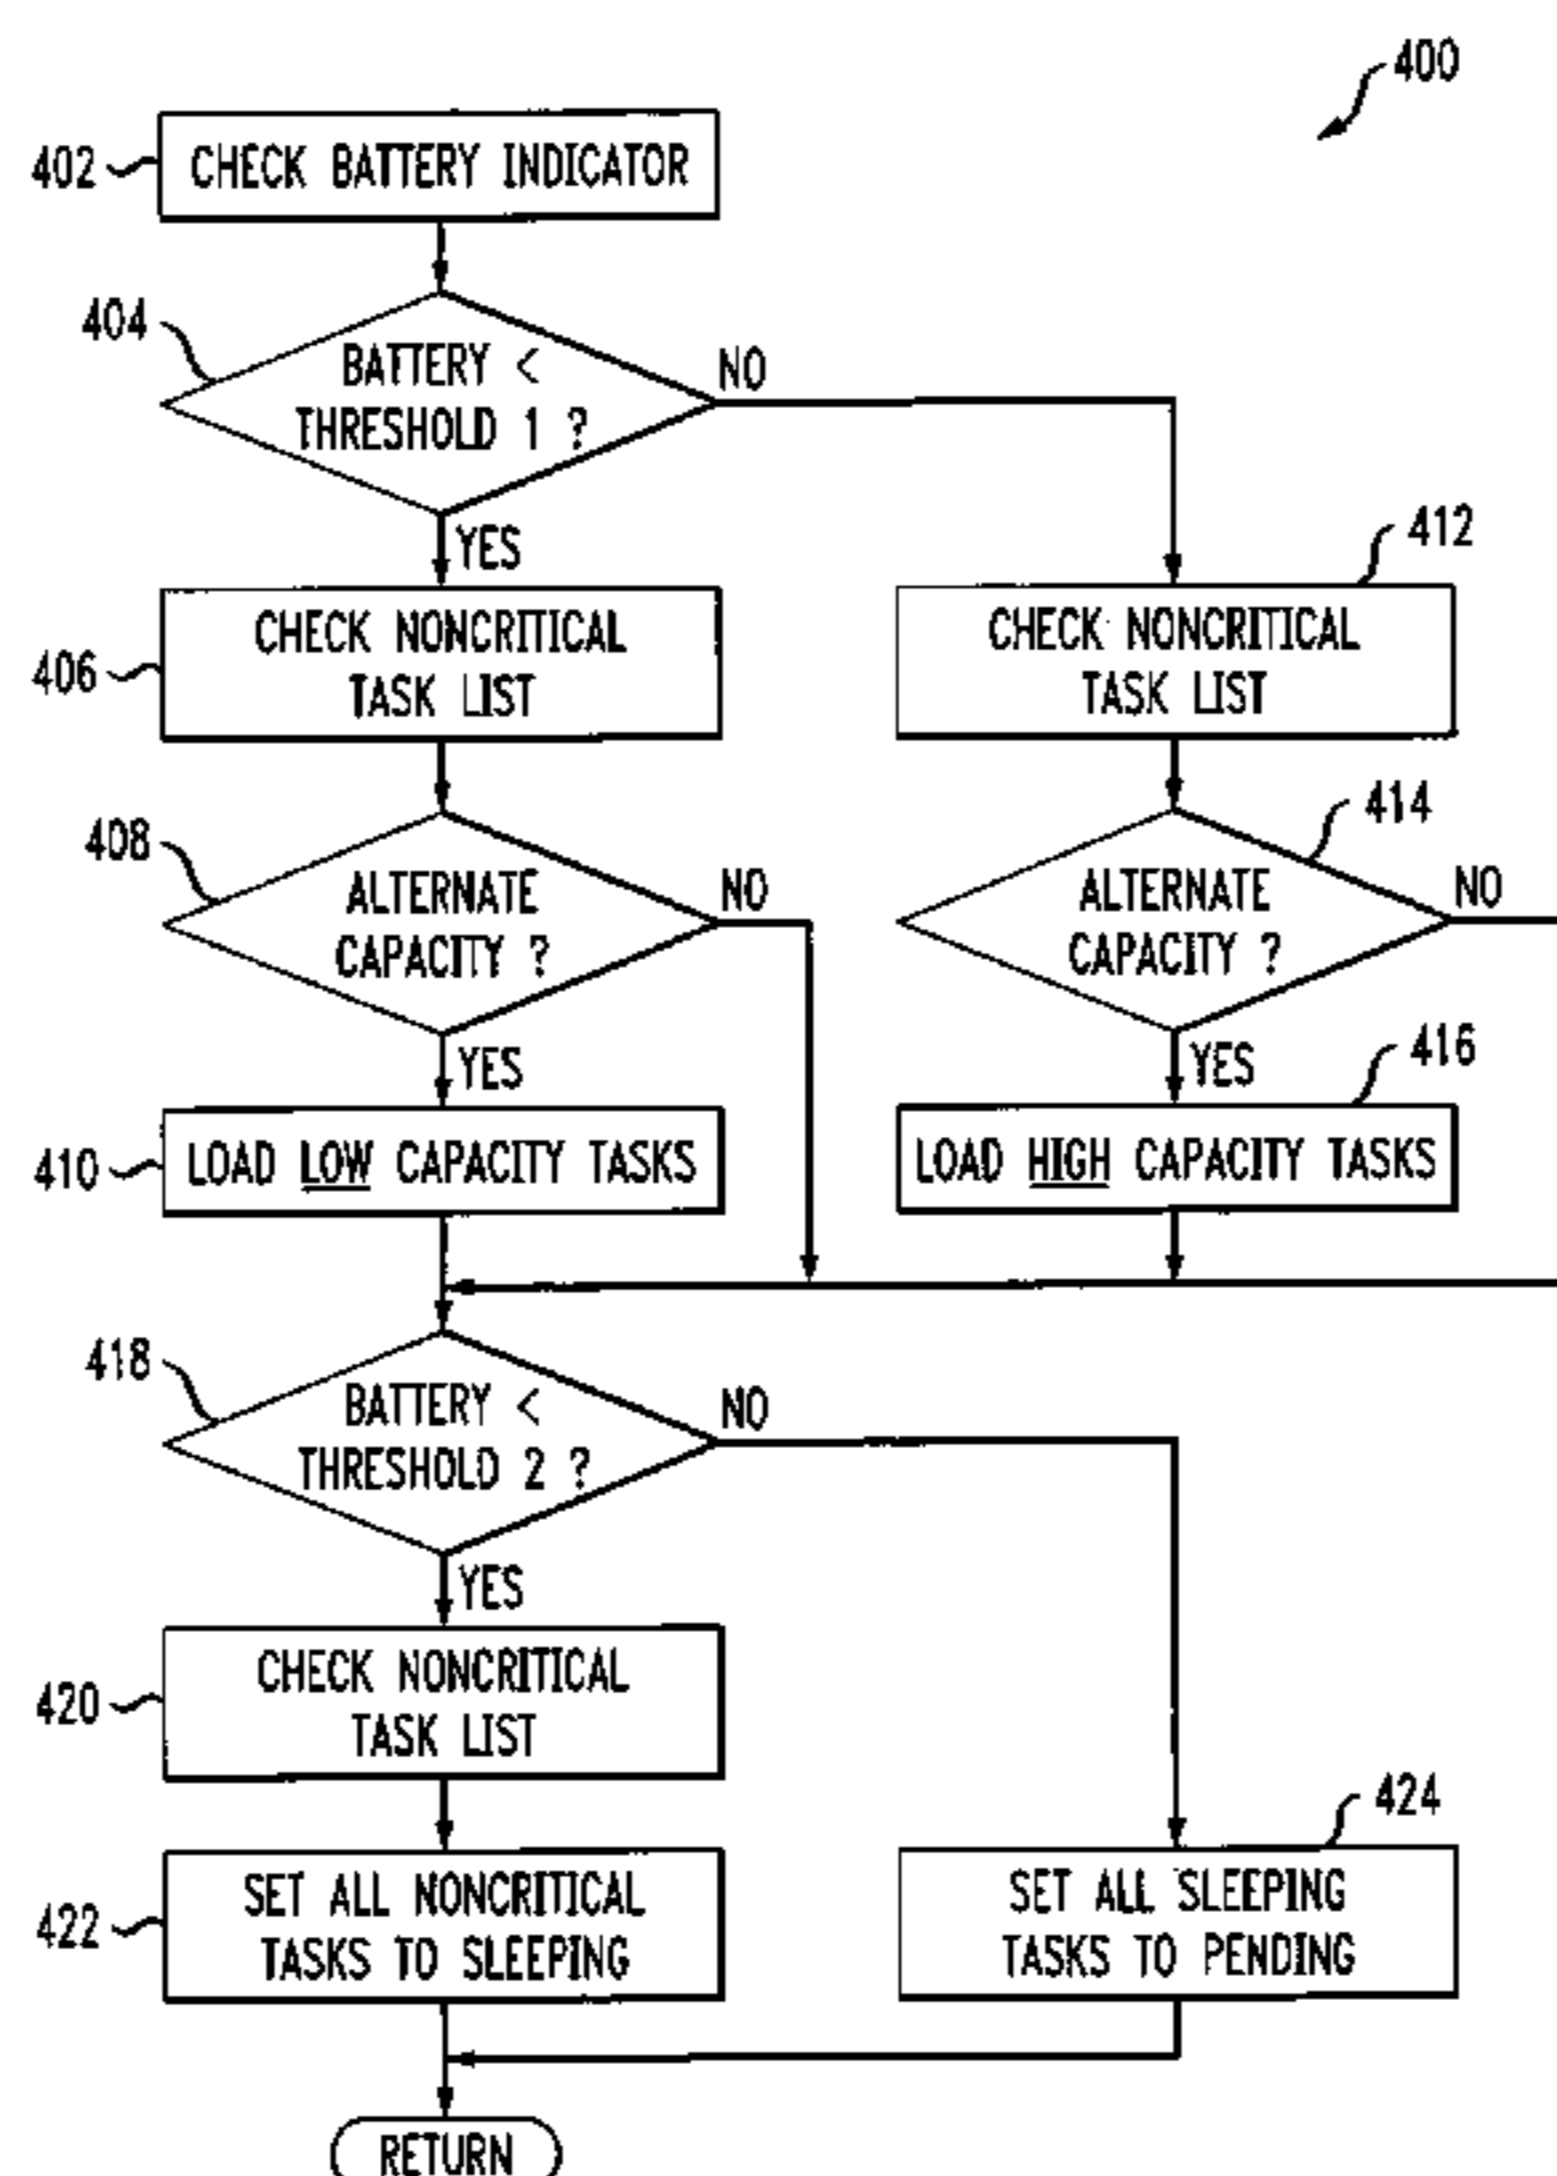 400
402
CHECK BATTERY INDICATOR
404
BATTERY <
THRESHOLD 1 ?
NO
YES
406
CHECK NONCRITICAL
TASK LIST
412
CHECK NONCRITICAL
TASK LIST
408
ALTERNATE
CAPACITY ?
NO
YES
414
ALTERNATE
CAPACITY ?
NO
YES
410
LOAD LOW CAPACITY TASKS
416
LOAD HIGH CAPACITY TASKS
418
BATTERY <
THRESHOLD 2 ?
NO
YES
420
CHECK NONCRITICAL
TASK LIST
422
SET ALL NONCRITICAL
TASKS TO SLEEPING
424
SET ALL SLEEPING
TASKS TO PENDING
RETURN